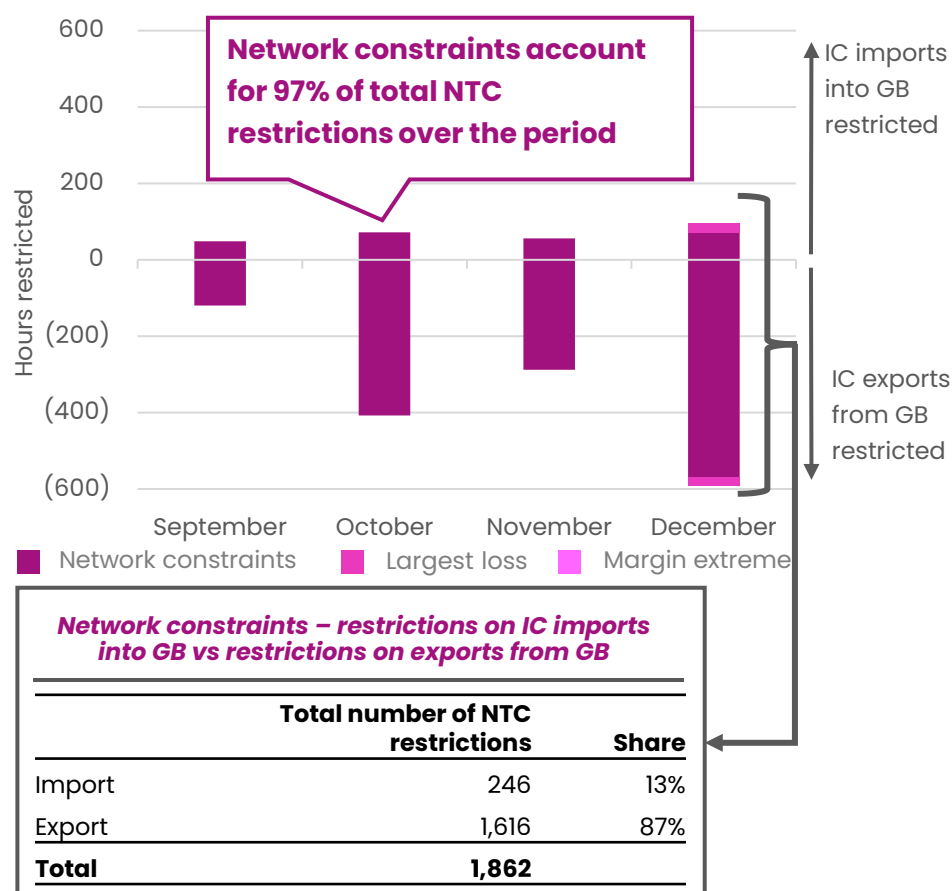 600
400
200
0
(200)
(400)
(600)
Hours restricted
Network constraints account
for 97% of total NTC
restrictions over the period
IC imports
into GB
restricted
IC exports
from GB
restricted
September October November December
Network constraints Largest loss Margin extreme
Network constraints – restrictions on IC imports
into GB vs restrictions on exports from GB
Total number of NTC
restrictions Share
Import 246 13%
Export 1,616 87%
Total 1,862